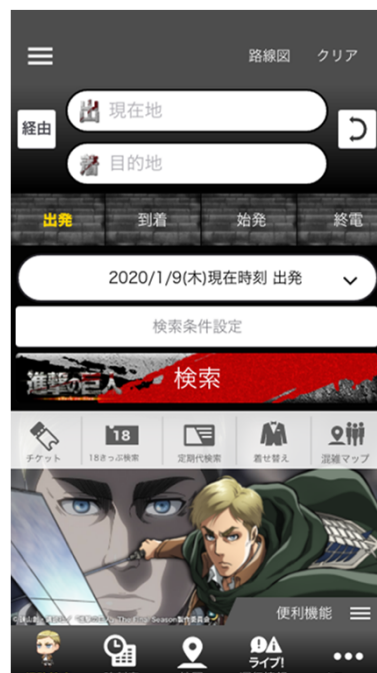 路線図 クリア
出 現在地
経由
着 目的地
出発 到着 始発 終電
2020/1/9(木)現在時刻 出発
検索条件設定
進撃の巨人 検索
18
チケット 18きっぷ検索 定期代検索 着せ替え 混雑マップ
便利機能
ライブ!